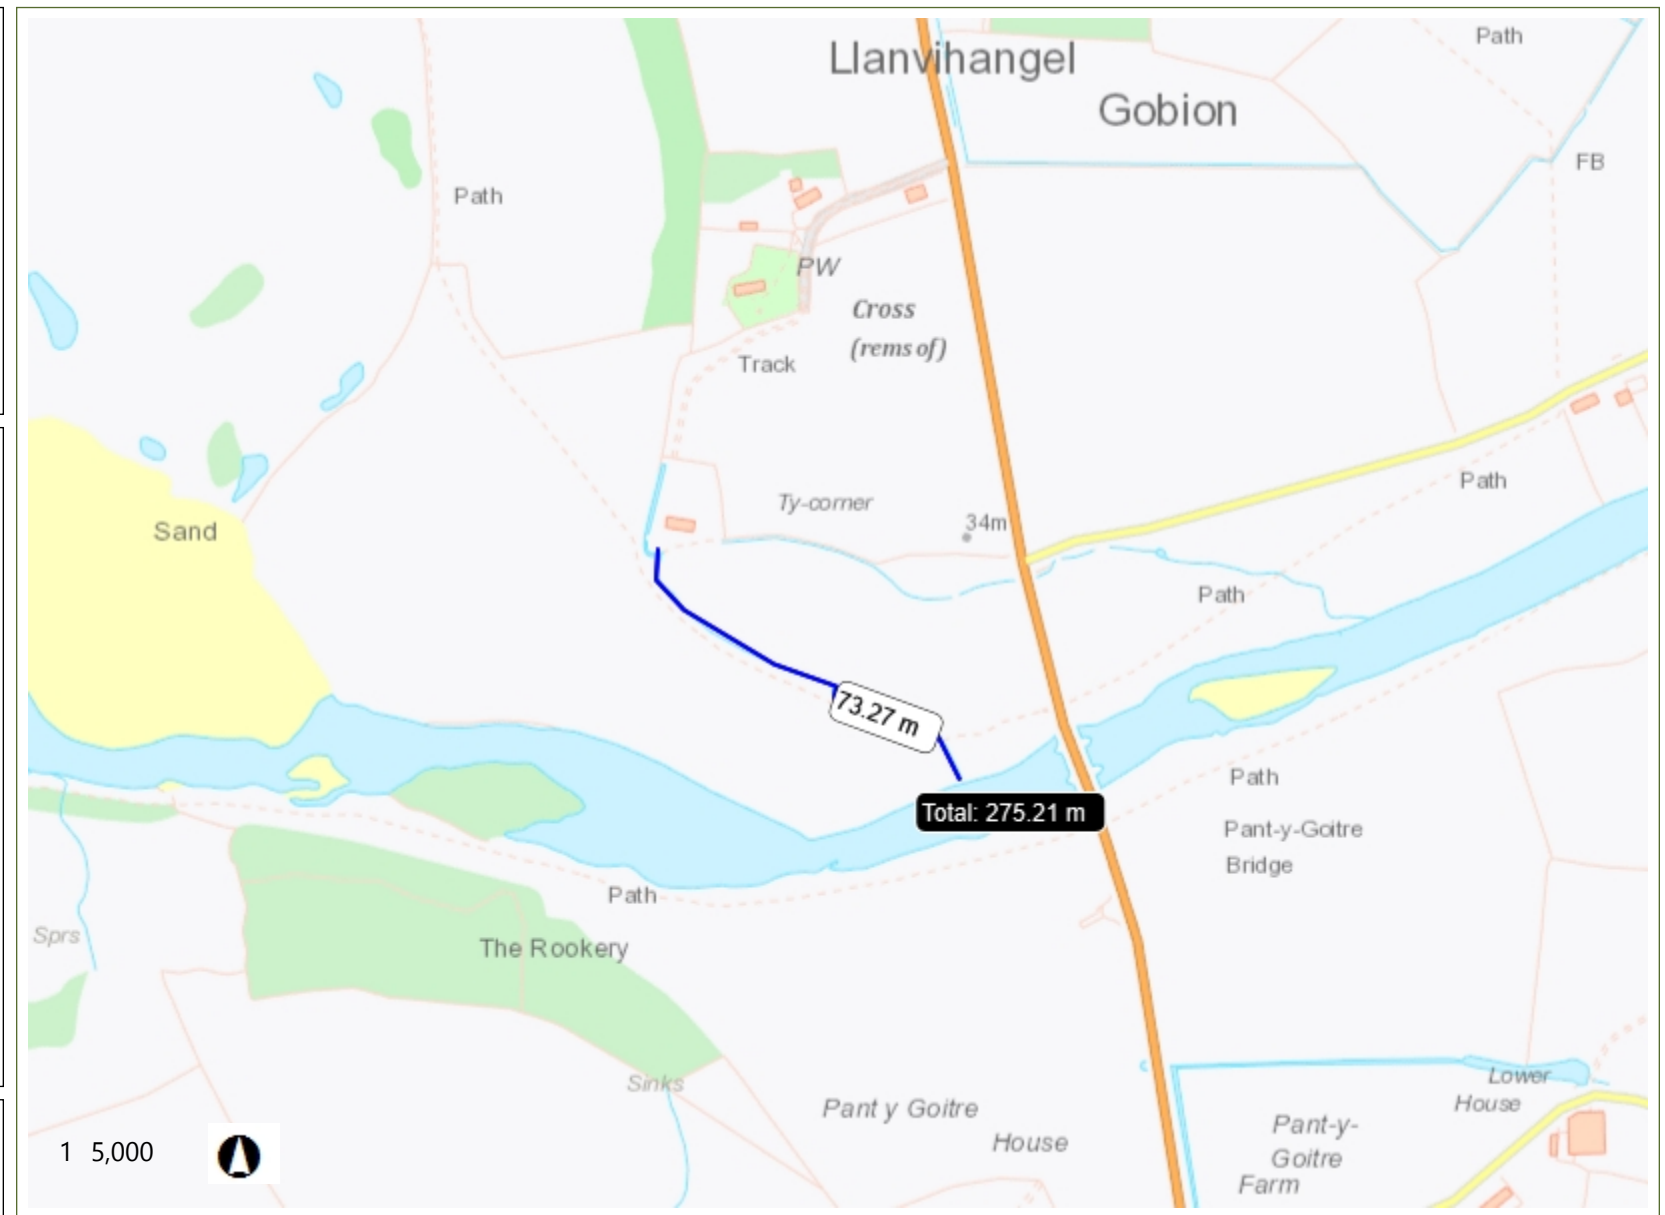 Llanvihangel
Gobion
Path
FB
Path
PW
Cross
(rems of)
Track
Path
Ty-corner
34m
Sand
Path
73.27 m
Path
Total: 275.21 m
Pant-y-Goitre
Bridge
Path
Sprs
The Rookery
Sinks
Lower
House
Pant y Goitre
House
Pant-y-
Goitre
Farm
1 5,000